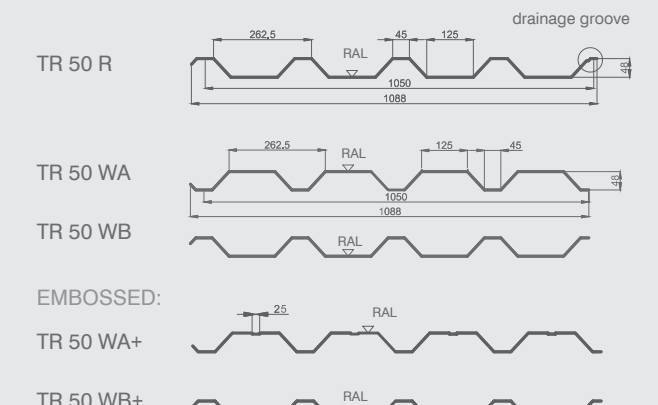 drainage groove
TR 50 R
262,5
RAL
45
125
48
1050
1088
TR 50 WA
262,5
RAL
125
45
48
1050
1088
TR 50 WB
RAL
EMBOSSED:
TR 50 WA+
25
RAL
TR 50 WB+
RAL